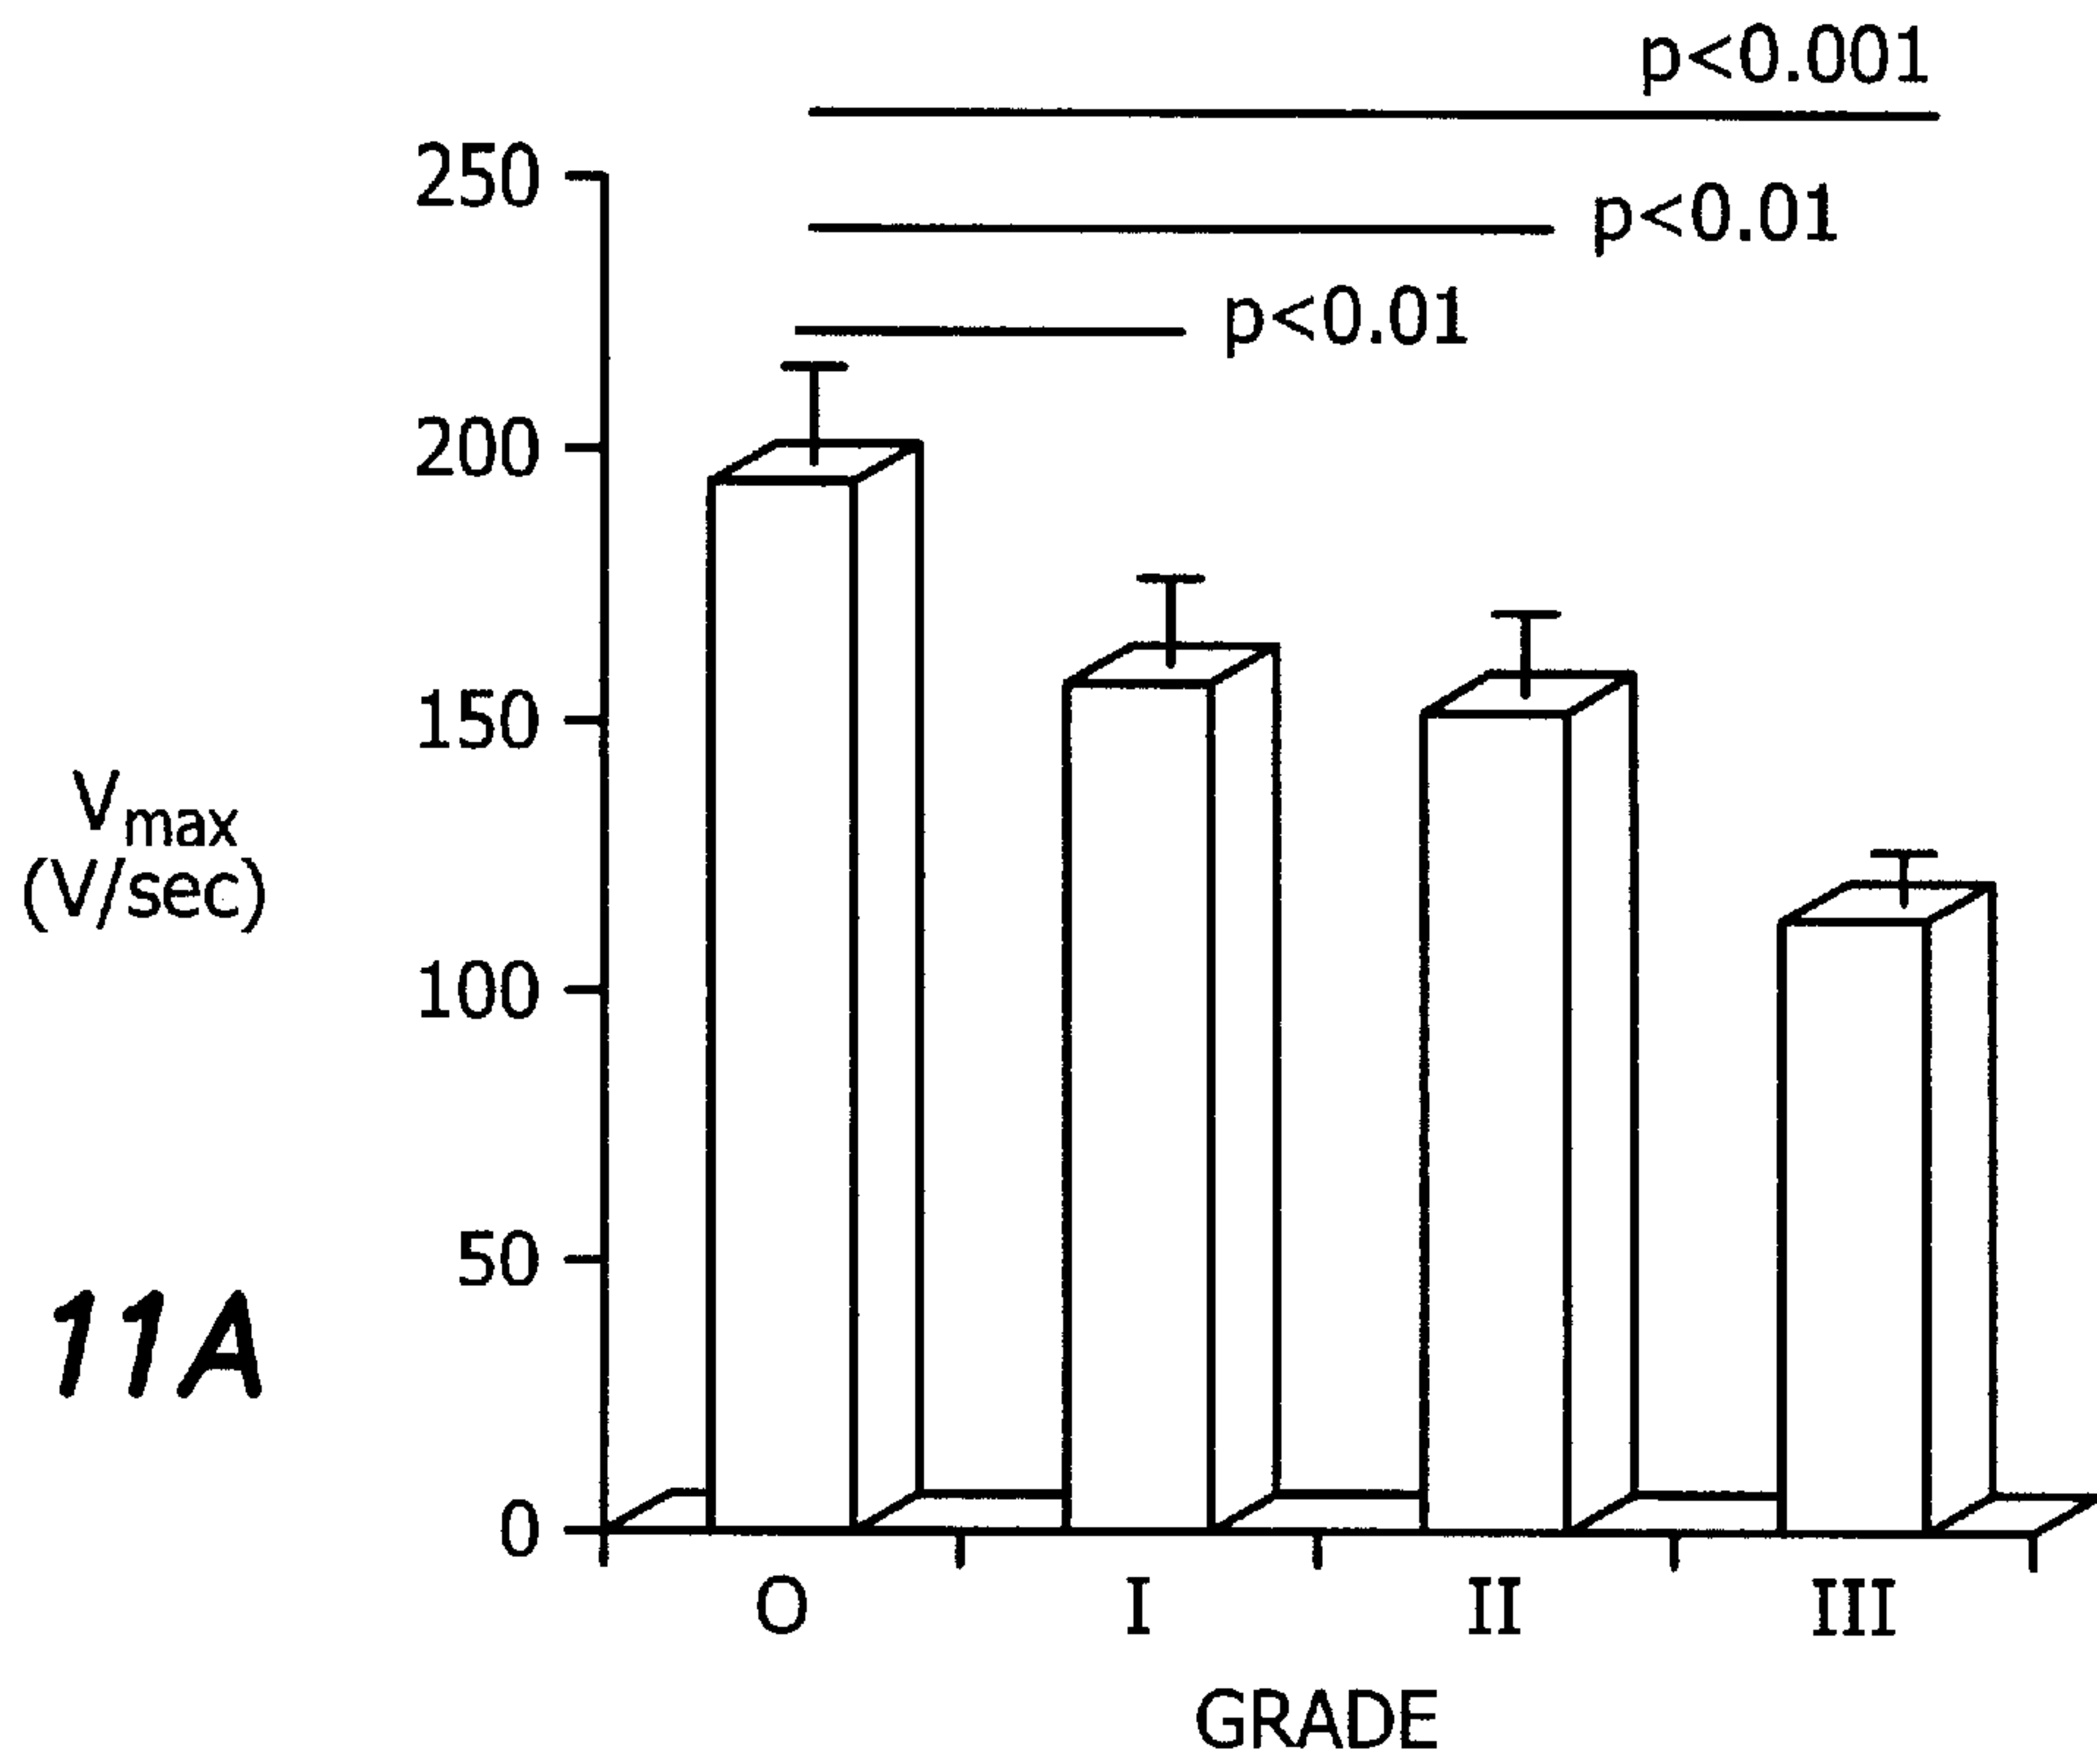 p<0.001
250
p<0.01
p<0.01
200
150
Vmax
(V/sec)
100
50
11A
0
O I II III
GRADE